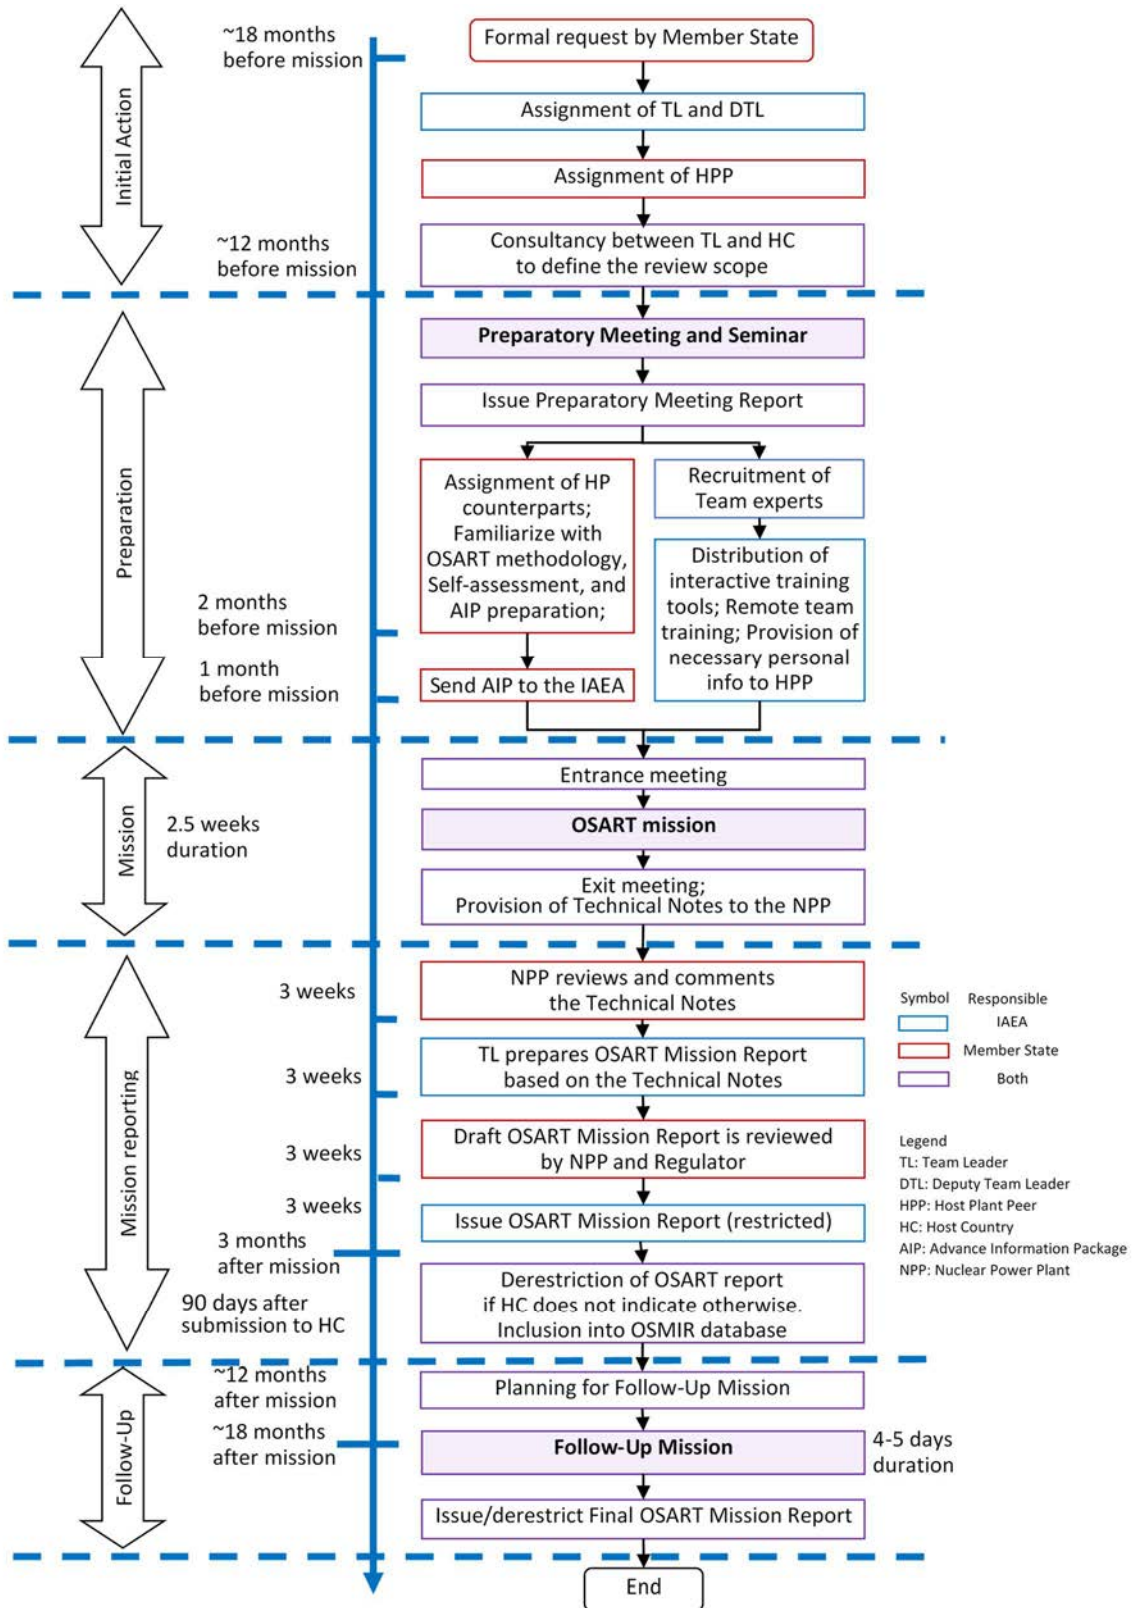 ~18 months
before mission
Formal request by Member State
Assignment of TL and DTL
Assignment of HPP
Initial Action
~12 months
before mission
Consultancy between TL and HC
to define the review scope
Preparatory Meeting and Seminar
Issue Preparatory Meeting Report
Preparation
Assignment of HP
counterparts;
Familiarize with
OSART methodology,
Self-assessment, and
AIP preparation;
Recruitment of
Team experts
Distribution of
interactive training
tools; Remote team
training; Provision of
necessary personal
info to HPP
2 months
before mission
1 month
before mission
Send AIP to the IAEA
Entrance meeting
Mission
2.5 weeks
duration
OSART mission
Exit meeting;
Provision of Technical Notes to the NPP
Mission reporting
3 weeks
NPP reviews and comments
the Technical Notes
3 weeks
TL prepares OSART Mission Report
based on the Technical Notes
3 weeks
Draft OSART Mission Report is reviewed
by NPP and Regulator
3 weeks
Issue OSART Mission Report (restricted)
3 months
after mission
90 days after
submission to HC
Derestriction of OSART report
if HC does not indicate otherwise.
Inclusion into OSMIR database
Symbol Responsible
IAEA
Member State
Both
Legend
TL: Team Leader
DTL: Deputy Team Leader
HPP: Host Plant Peer
HC: Host Country
AIP: Advance Information Package
NPP: Nuclear Power Plant
Follow-Up
~12 months
after mission
Planning for Follow-Up Mission
~18 months
after mission
Follow-Up Mission
4-5 days
duration
Issue/derestrict Final OSART Mission Report
End